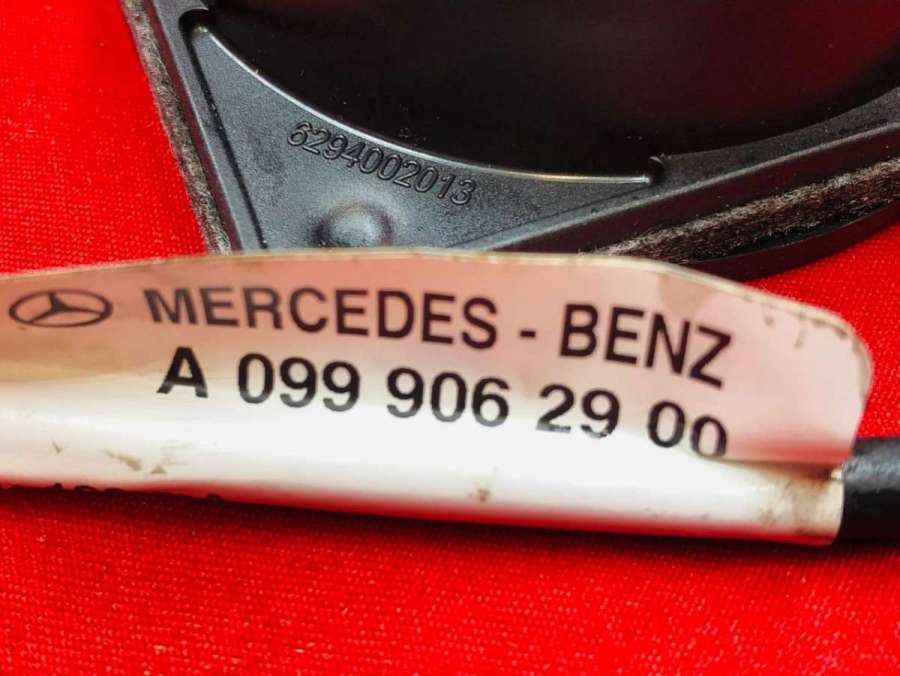 6294002013
MERCEDES - BENZ
A 099 906 29 00